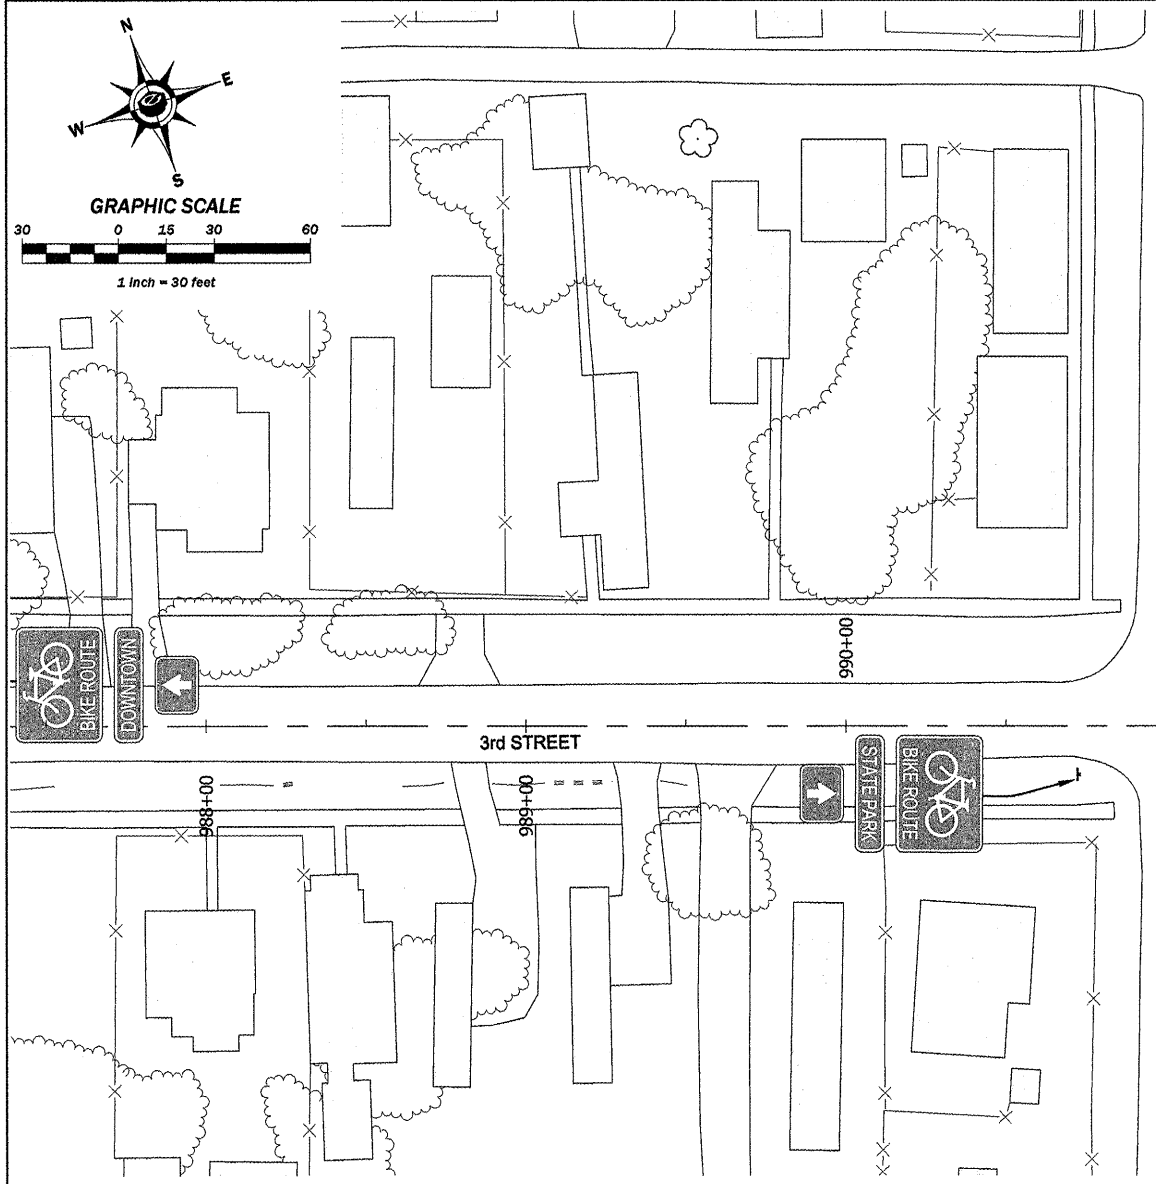 N
E
W
S
GRAPHIC SCALE
30 0 15 30 60
1 inch = 30 feet
990+00
BIKE ROUTE
DOWNTOWN
3rd STREET
988+00
989+00
STATE PARK
BIKE ROUTE